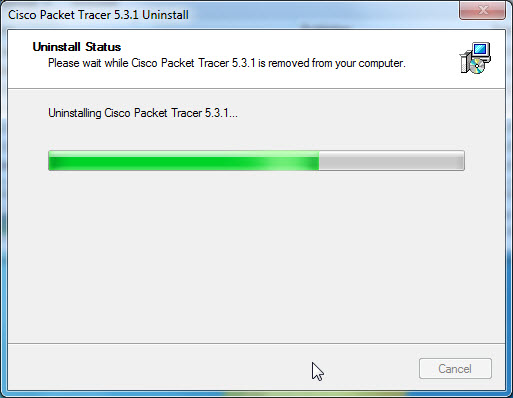 Cisco Packet Tracer 5.3.1 Uninstall
Uninstall Status
Please wait while Cisco Packet Tracer 5.3.1 is removed from your computer.
Uninstalling Cisco Packet Tracer 5.3.1...
Cancel